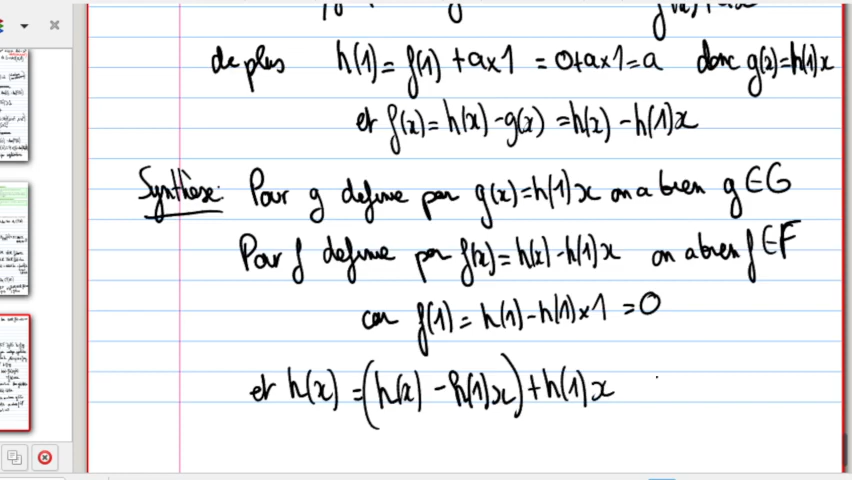 de plus h(1) = f(1) + a×1 = 0+a×1 = a donc g(x)=h(1)x
et f(x) = h(x) - g(x) = h(x) - h(1)x
Synthèse: Pour g définie par g(x)=h(1)x on a bien g∈G
Pour f définie par f(x) = h(x) - h(1)x on a bien f∈F
car f(1) = h(1) - h(1)×1 = 0
et h(x) = (h(x) - h(1)x) + h(1)x